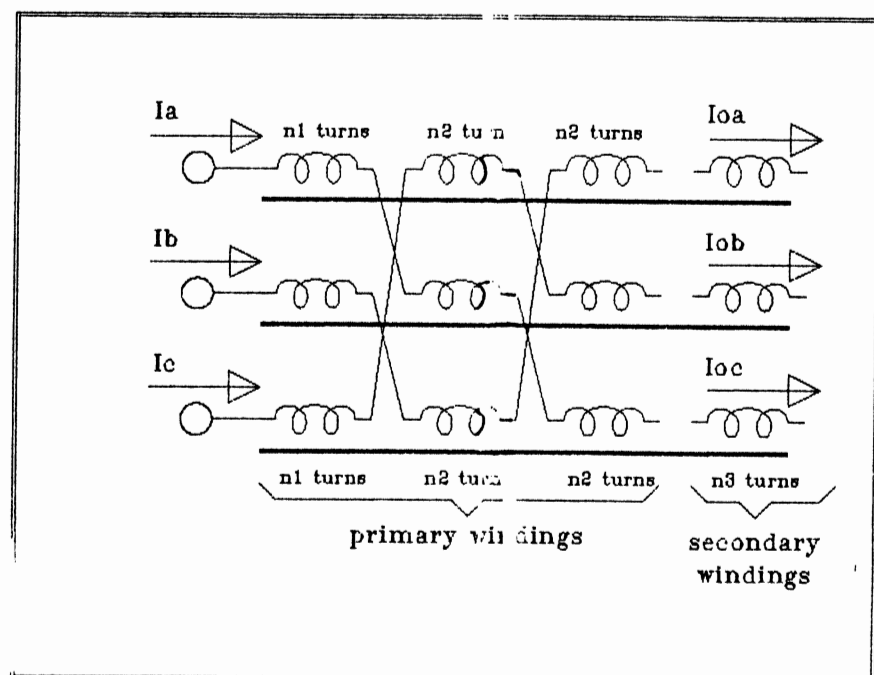 Ia
Ioa
n1 turns
n2 turns
Ib
Iob
Ic
Ioc
n1 turns
n2 turns
n3 turns
primary
secondary
windings